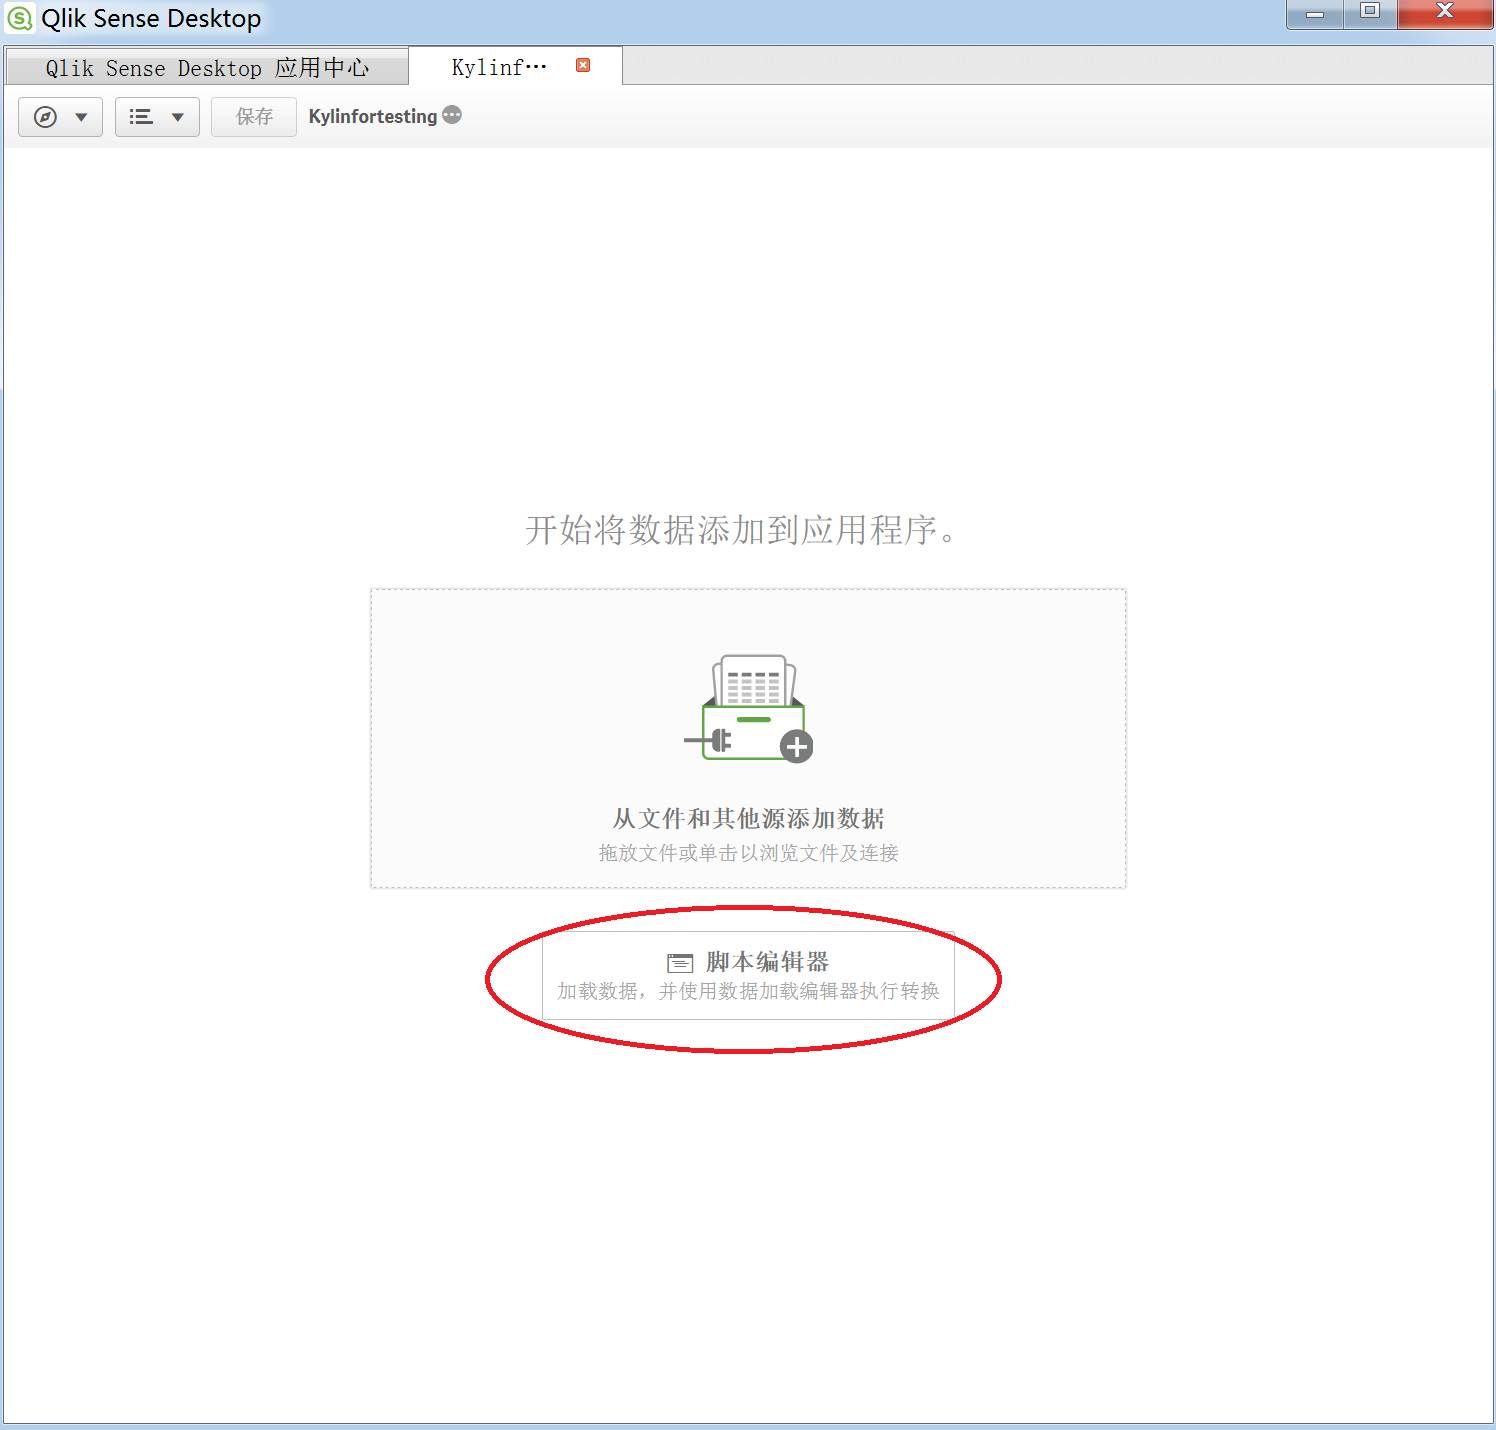 Qlik Sense Desktop
Qlik Sense Desktop 应用中心
Kylinf···
保存
Kylinfortesting
开始将数据添加到应用程序。
从文件和其他源添加数据
拖放文件或单击以浏览文件及连接
脚本编辑器
加载数据，并使用数据加载编辑器执行转换